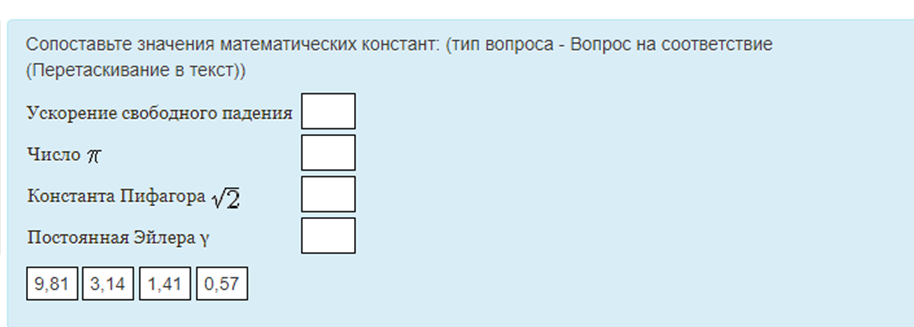 Сопоставьте значения математических констант: (тип вопроса - Вопрос на соответствие
(Перетаскивание в текст))
Ускорение свободного падения
Число π
Константа Пифагора √2
Постоянная Эйлера γ
9,81 3,14 1,41 0,57